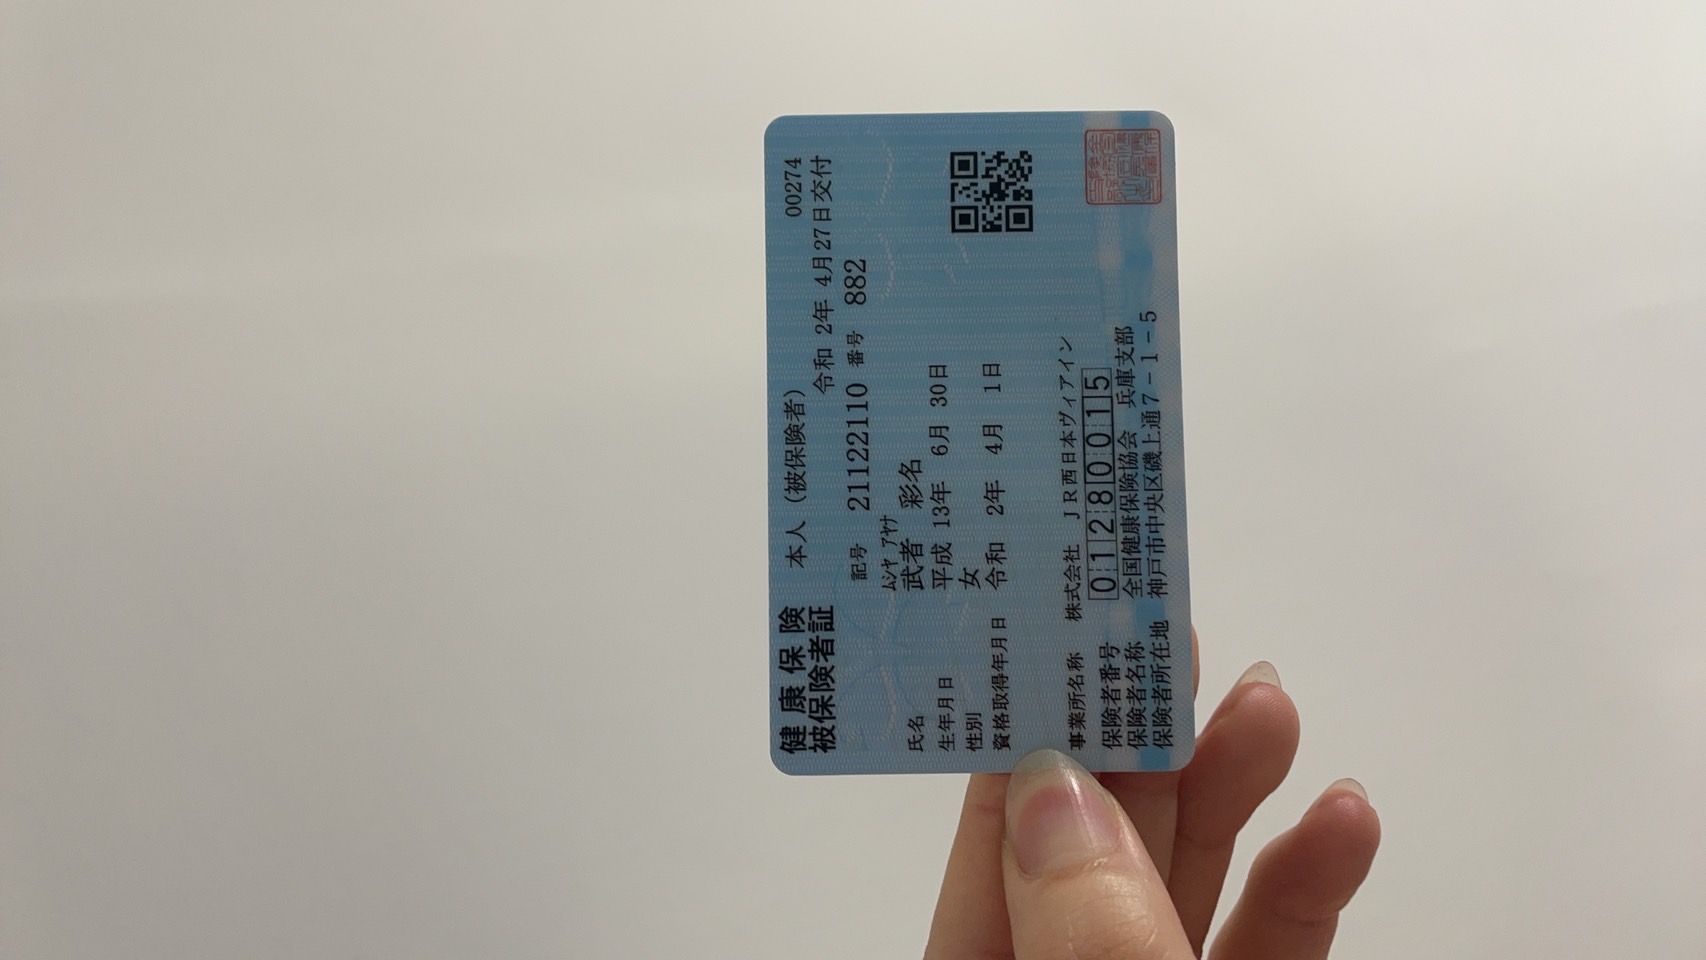 健康保険 本人（被保険者） 00274
被保険者証 令和 2年 4月27日交付
記号 21122110 番号 882
ﾑｼﾔ ｱﾔﾅ
氏名 武者 彩名
生年月日 平成 13年 6月 30日
性別 女
資格取得年月日 令和 2年 4月 1日
事業所名称 株式会社 ＪＲ西日本ヴィアイン
保険者番号 01280015
保険者名称 全国健康保険協会 兵庫支部
保険者所在地 神戸市中央区磯上通7－1－5